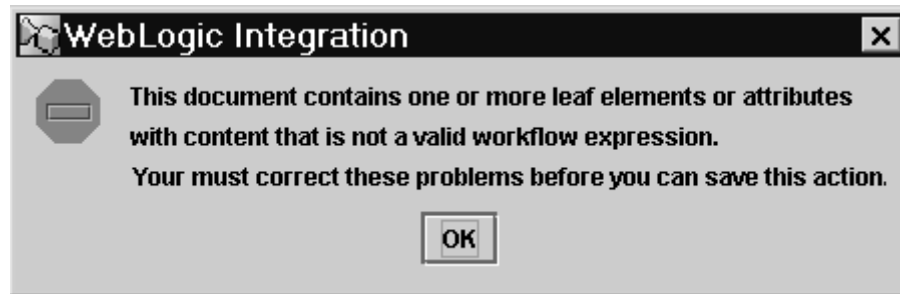 WebLogic Integration
This document contains one or more leaf elements or attributes
with content that is not a valid workflow expression.
Your must correct these problems before you can save this action.
OK